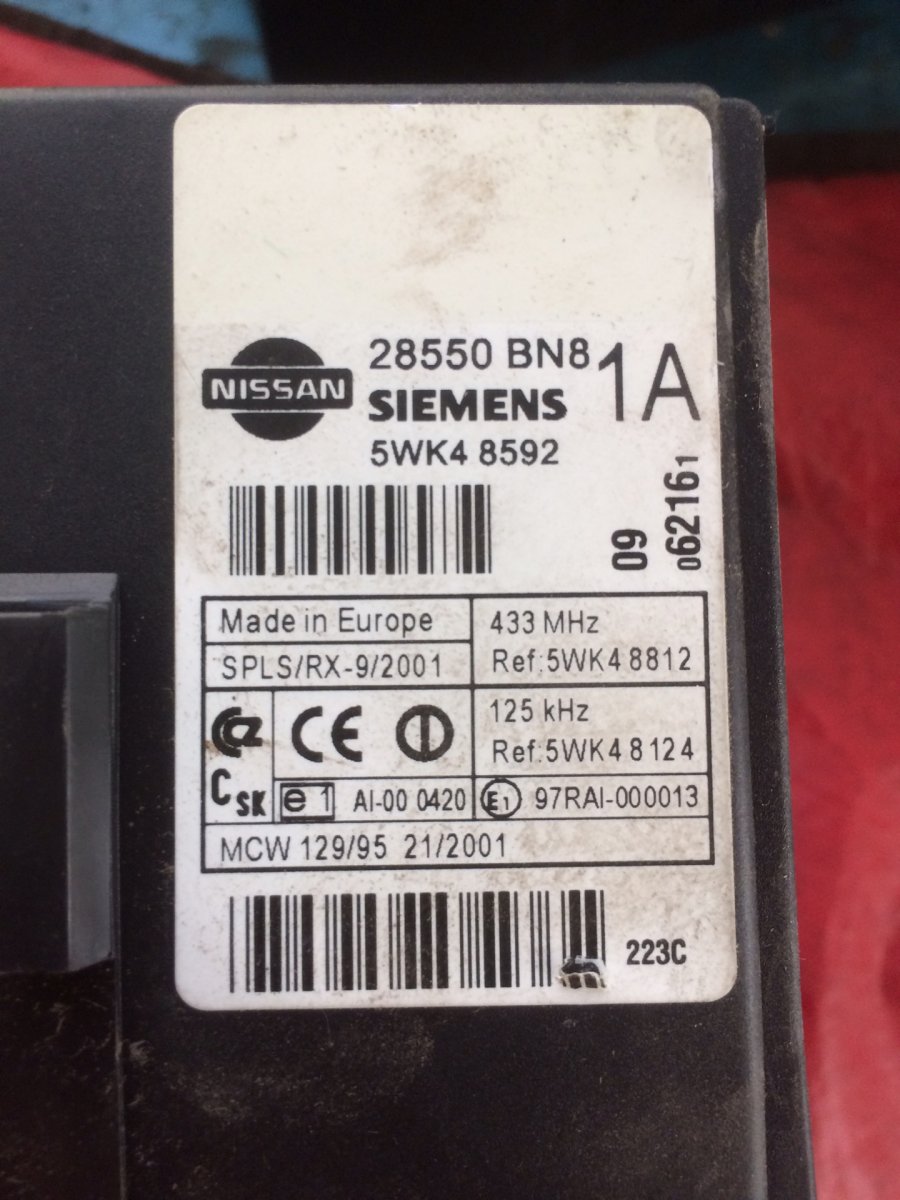 NISSAN
28550 BN8 1A
SIEMENS
5WK4 8592
09
062161
Made in Europe
433 MHz
Ref:5WK4 8812
SPLS/RX-9/2001
125 kHz
Ref:5WK4 8124
CE
C SK
e 1 AI-00 0420
E1 97RAI-000013
MCW 129/95 21/2001
223C